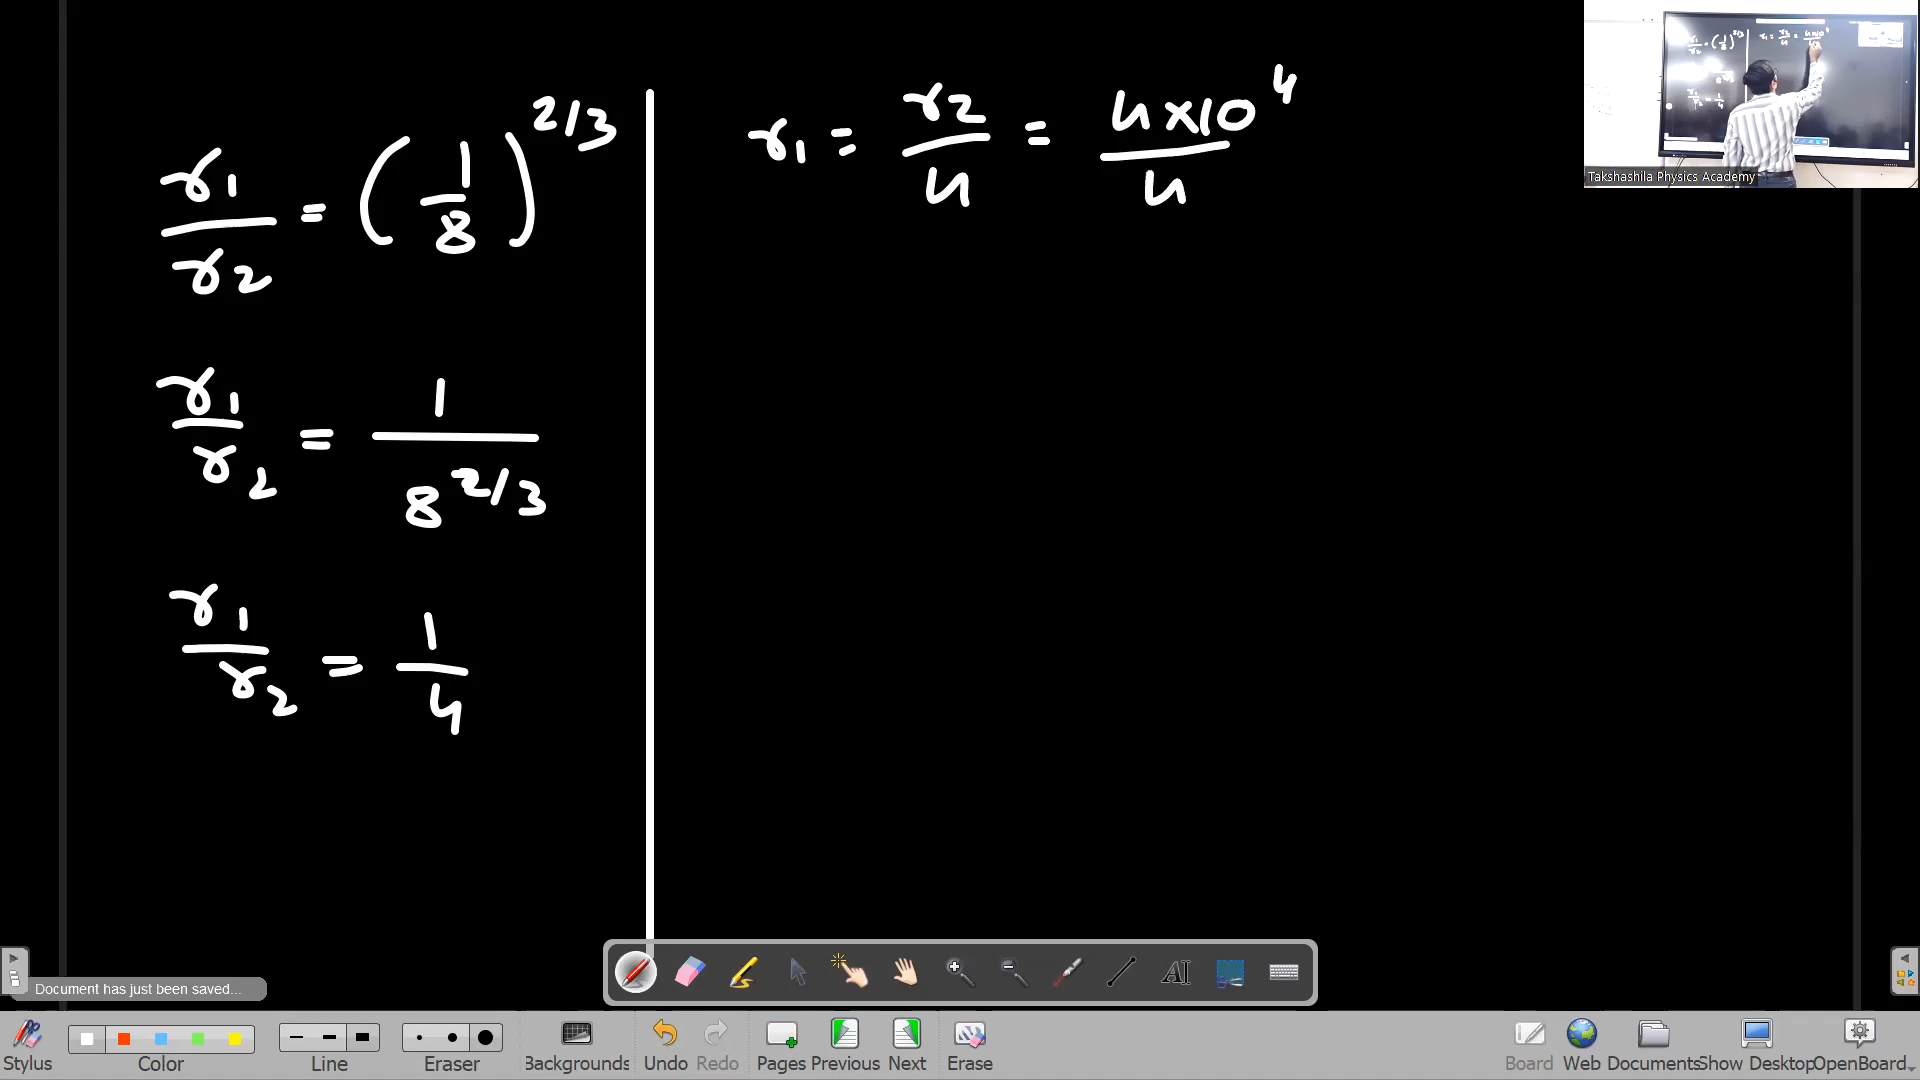 r1/r2 = (1/8)^2/3
r1/r2 = 1/8^2/3
r1/r2 = 1/4
r1 = r2/4 = 4×10^4/4
Takshashila Physics Academy
Document has just been saved...
Stylus Color Line Eraser Backgrounds Undo Redo Pages Previous Next Erase Board Web Documents Show Desktop OpenBoard